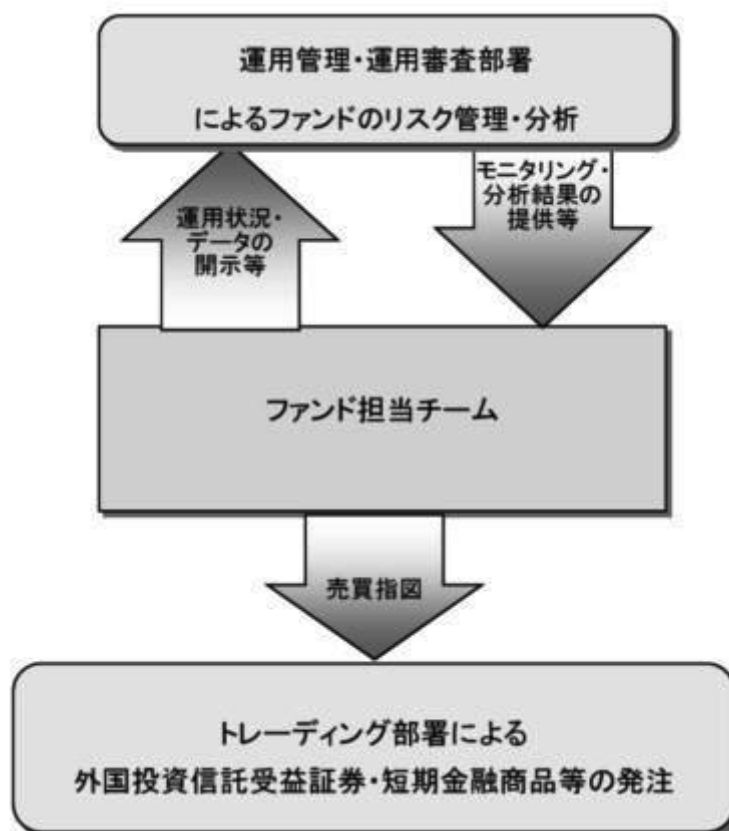 運用管理・運用審査部署
によるファンドのリスク管理・分析
運用状況・
データの
開示等
モニタリング・
分析結果の
提供等
ファンド担当チーム
売買指図
トレーディング部署による
外国投資信託受益証券・短期金融商品等の発注